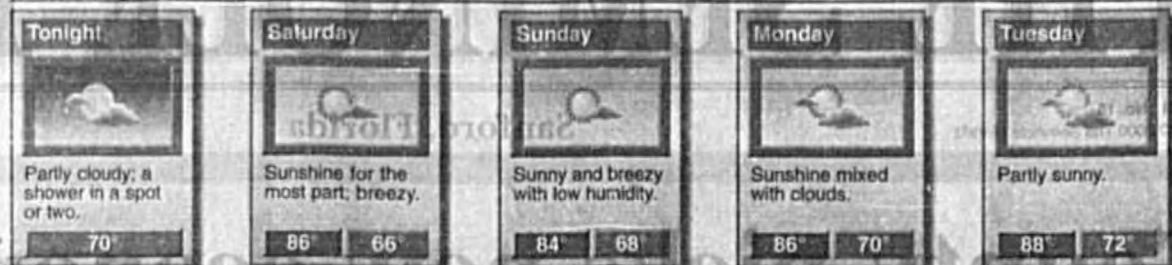 Tonight
Partly cloudy; a
shower in a spot
or two.
70°
Saturday
Sunshine for the
most part; breezy.
86° 66°
Sunday
Sunny and breezy
with low humidity.
84° 68°
Monday
Sunshine mixed
with clouds.
86° 70°
Tuesday
Partly sunny.
88° 72°
Sanford, Florida